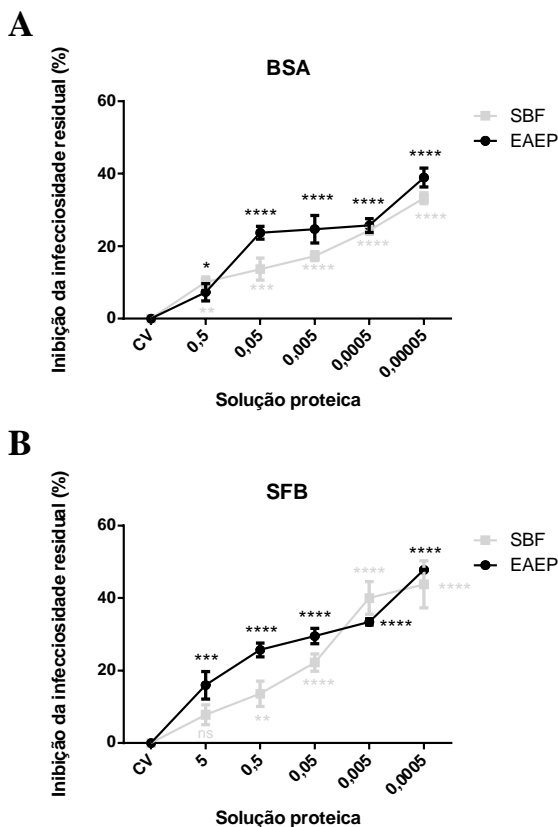 A
BSA
Inibição da infecciosidade residual (%)
60
40
20
0
SBF
EAEP
*
****
****
****
****
**
***
****
****
****
CV
0,5
0,05
0,005
0,0005
0,00005
Solução proteica
B
SFB
Inibição da infecciosidade residual (%)
60
40
20
0
SBF
EAEP
***
****
****
****
****
ns
**
****
****
****
CV
5
0,5
0,05
0,005
0,0005
Solução proteica